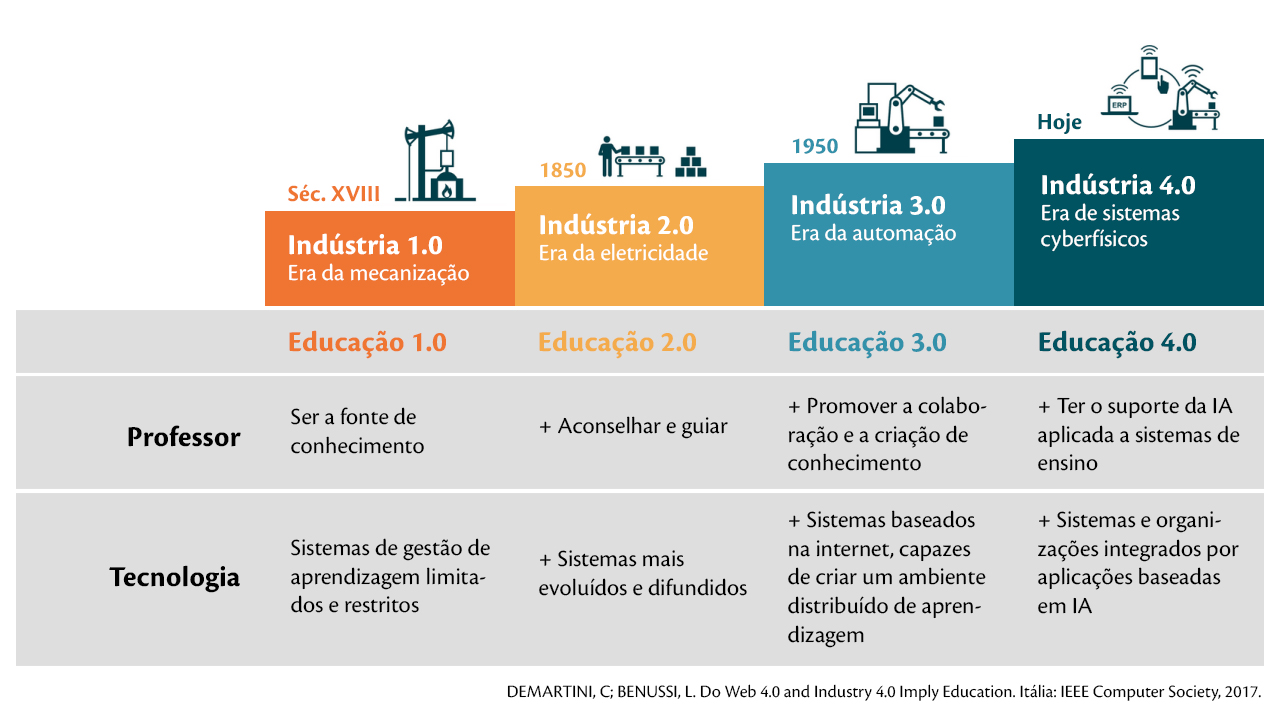 Séc. XVIII
1850
1950
Hoje
ERP
Indústria 1.0
Era da mecanização
Indústria 2.0
Era da eletricidade
Indústria 3.0
Era da automação
Indústria 4.0
Era de sistemas
cyberfísicos
Educação 1.0
Educação 2.0
Educação 3.0
Educação 4.0
Professor
Ser a fonte de
conhecimento
+ Aconselhar e guiar
+ Promover a colabo-
ração e a criação de
conhecimento
+ Ter o suporte da IA
aplicada a sistemas de
ensino
Tecnologia
Sistemas de gestão de
aprendizagem limita-
dos e restritos
+ Sistemas mais
evoluídos e difundidos
+ Sistemas baseados
na internet, capazes
de criar um ambiente
distribuído de apren-
dizagem
+ Sistemas e organi-
zações integrados por
aplicações baseadas
em IA
DEMARTINI, C; BENUSSI, L. Do Web 4.0 and Industry 4.0 Imply Education. Itália: IEEE Computer Society, 2017.